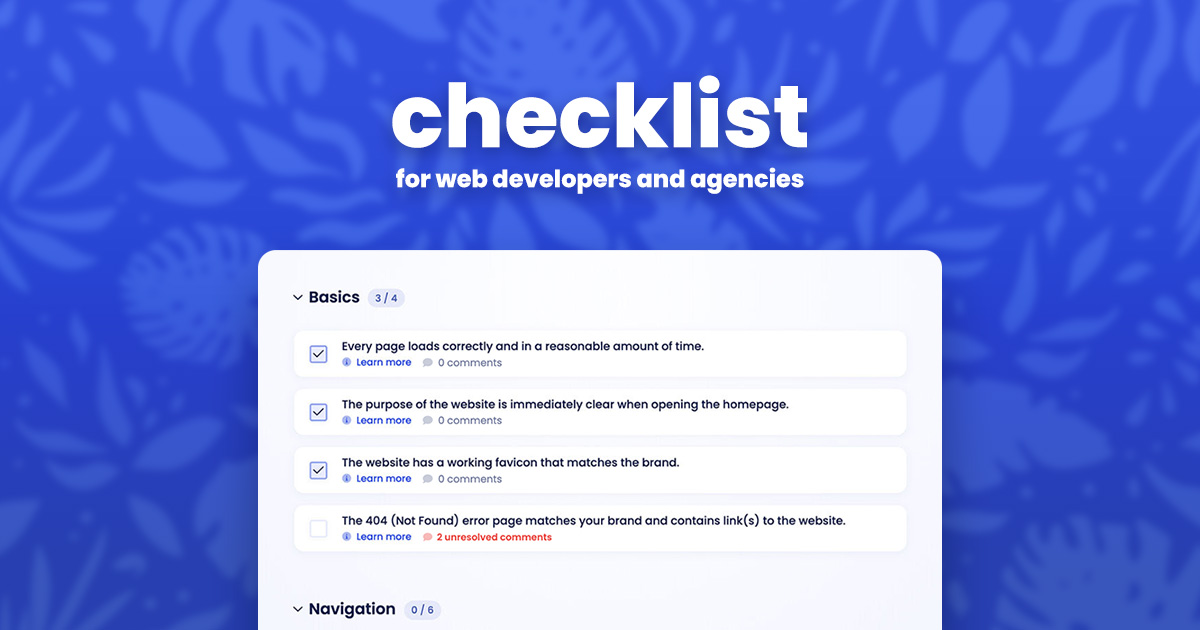 checklist
for web developers and agencies
Basics 3 / 4
Every page loads correctly and in a reasonable amount of time.
Learn more 0 comments
The purpose of the website is immediately clear when opening the homepage.
Learn more 0 comments
The website has a working favicon that matches the brand.
Learn more 0 comments
The 404 (Not Found) error page matches your brand and contains link(s) to the website.
Learn more 2 unresolved comments
Navigation 0 / 6